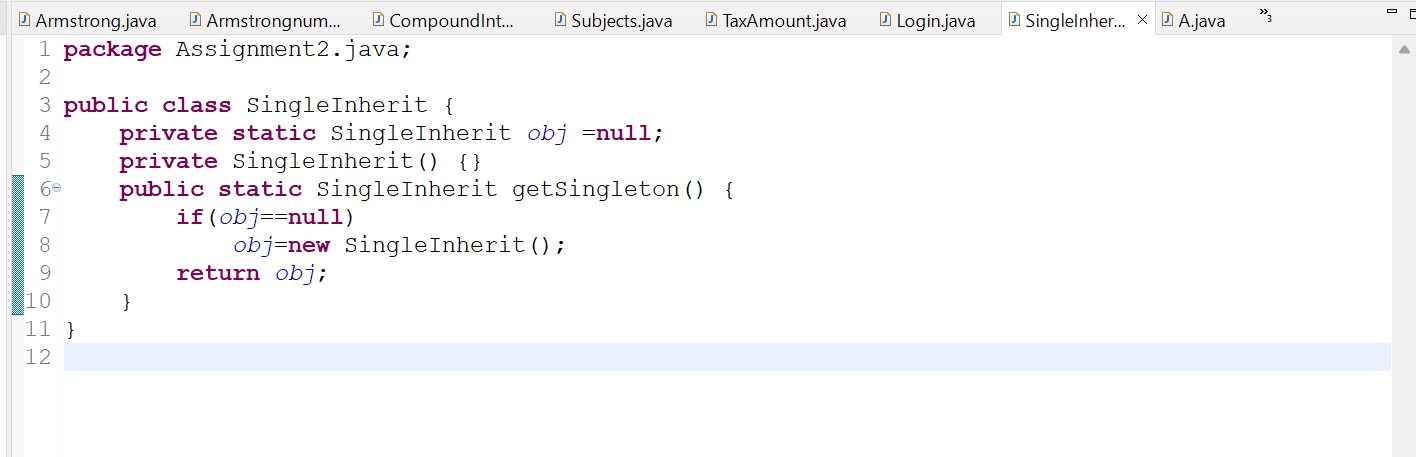 Armstrong.java Armstrongnum... CompoundInt... Subjects.java TaxAmount.java Login.java SingleInher... A.java »3
1 package Assignment2.java;
2
3 public class SingleInherit {
4     private static SingleInherit obj =null;
5     private SingleInherit() {}
6     public static SingleInherit getSingleton() {
7         if(obj==null)
8             obj=new SingleInherit();
9         return obj;
10     }
11 }
12